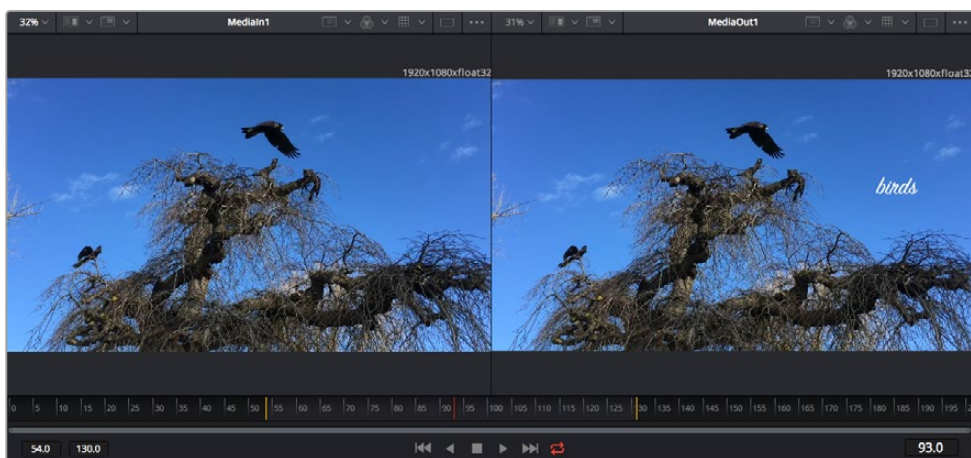 32% MediaIn1 31% MediaOut1
1920x1080xfloat32 1920x1080xfloat32
birds
0 5 10 15 20 25 30 35 40 45 50 55 60 65 70 75 80 85 90 95 100 105 110 115 120 125 130 135 140 145 150 155 160 165 170 175 180 185 190 195
54.0 130.0 93.0